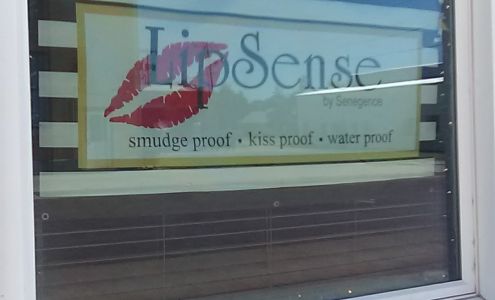 LipSense
by Senegence
smudge proof • kiss proof • water proof